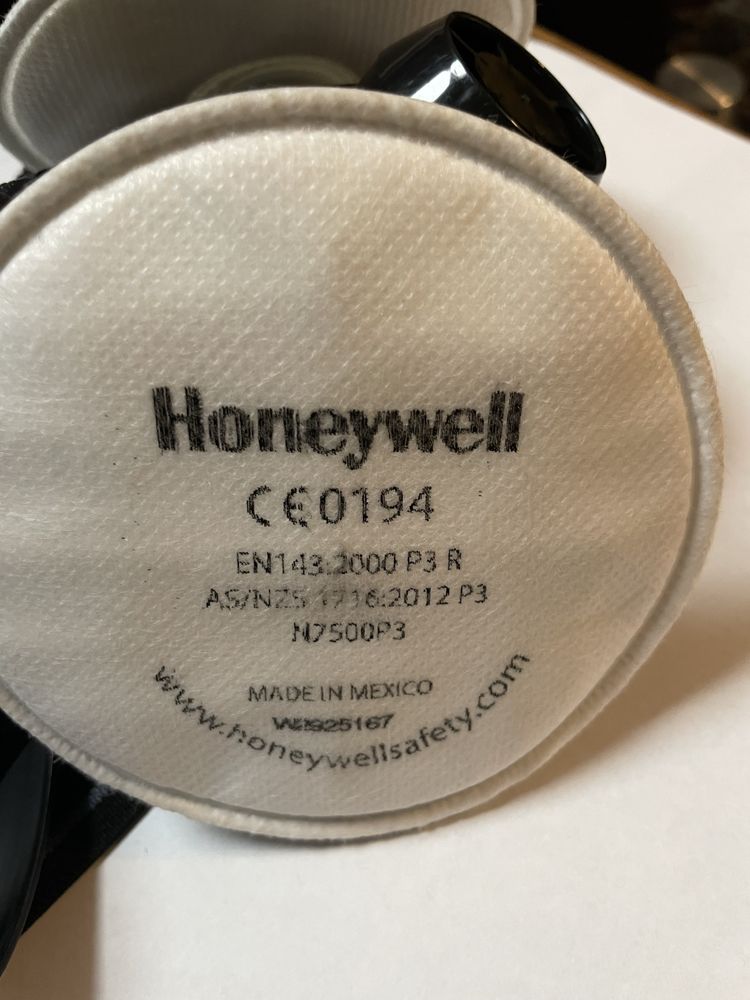 Honeywell
CE0194
EN143:2000 P3 R
AS/NZS 1716:2012 P3
N7500P3
MADE IN MEXICO
www.honeywellsafety.com